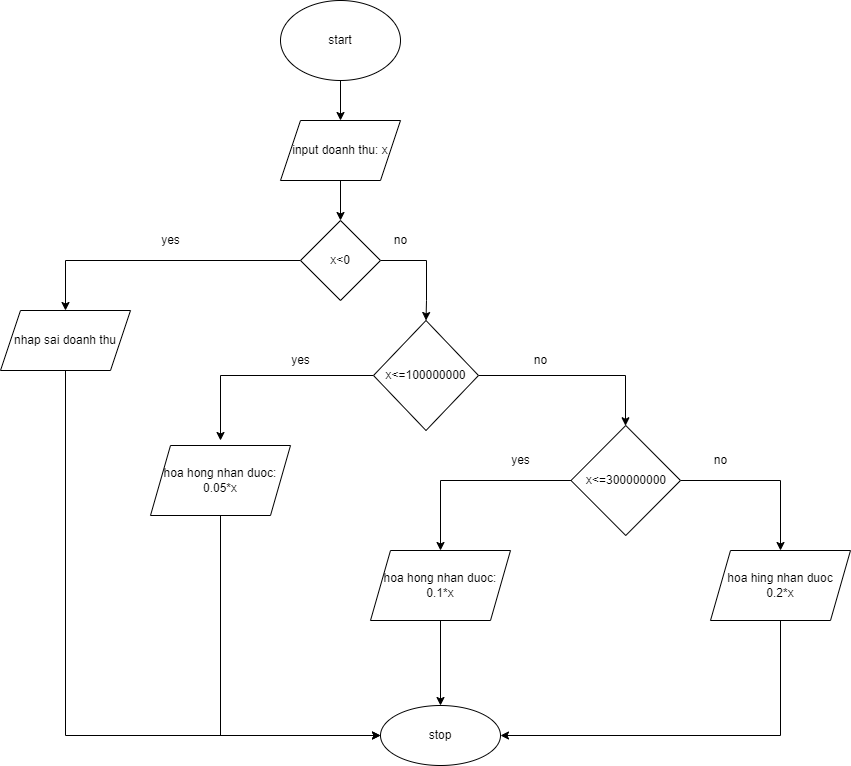 start
input doanh thu: x
yes
no
x<0
nhap sai doanh thu
yes
no
x<=100000000
yes
no
hoa hong nhan duoc:
0.05*x
x<=300000000
hoa hong nhan duoc:
0.1*x
hoa hing nhan duoc
0.2*x
stop